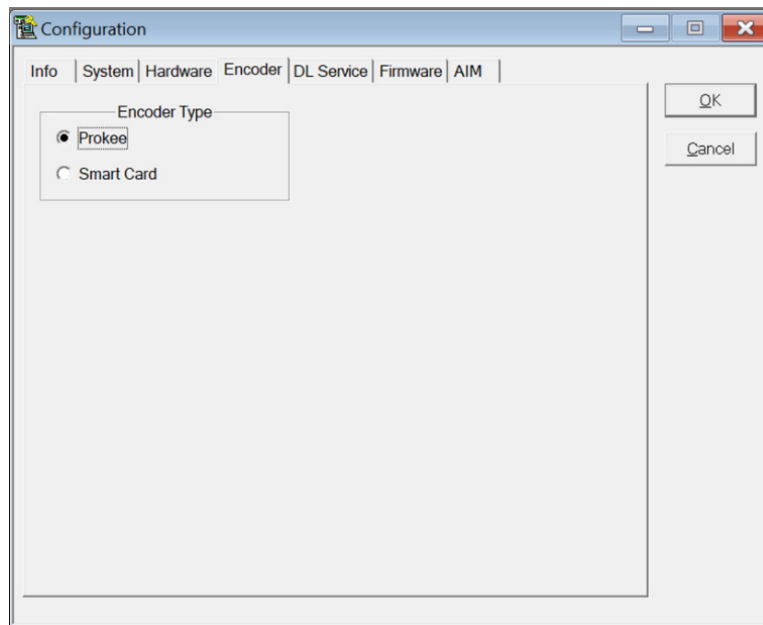 Configuration
Info System Hardware Encoder DL Service Firmware AIM
Encoder Type
Prokee
Smart Card
OK
Cancel